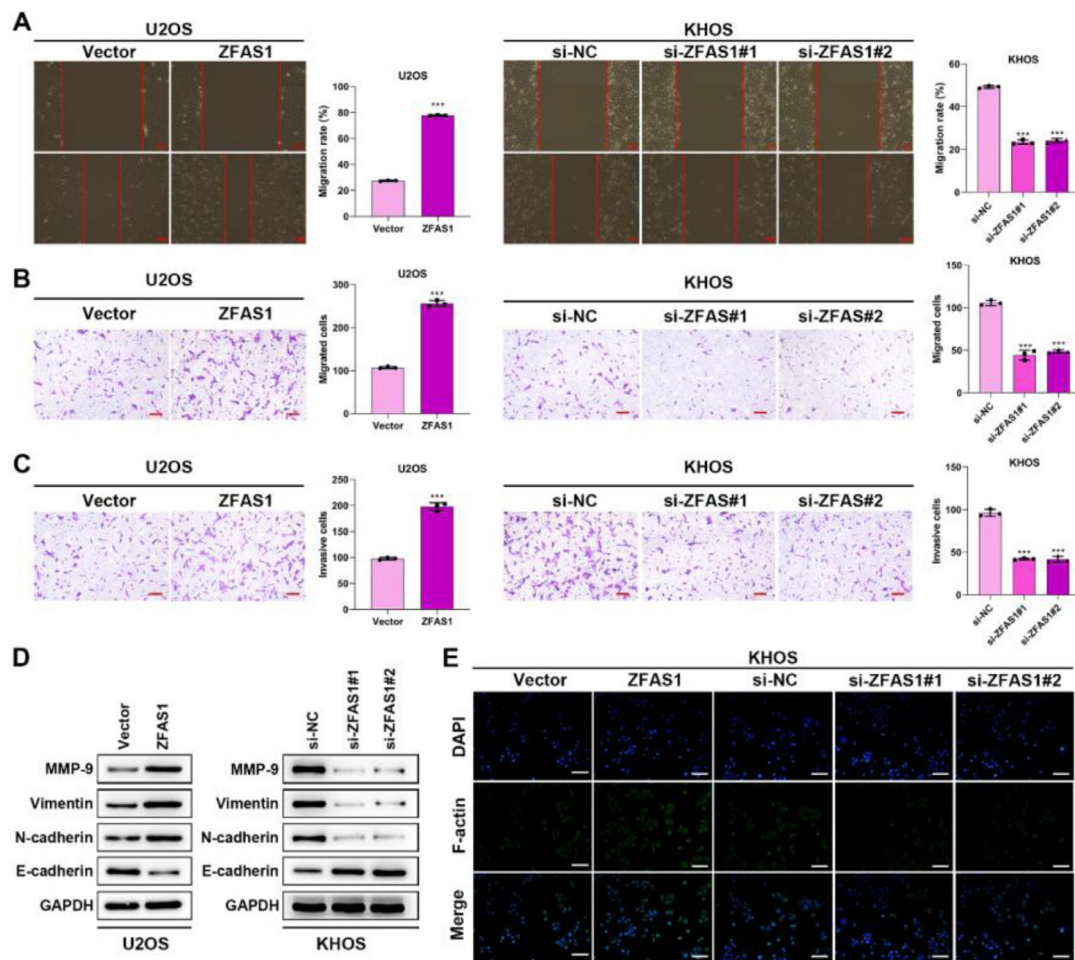 A
U2OS
Vector ZFAS1
U2OS
Migration rate (%)
100
80
60
40
20
0
***
Vector ZFAS1
KHOS
si-NC si-ZFAS1#1 si-ZFAS1#2
KHOS
Migration rate (%)
60
40
20
0
*** ***
si-NC
si-ZFAS1#1
si-ZFAS1#2
B
U2OS
Vector ZFAS1
U2OS
Migrated cells
300
200
100
0
***
Vector ZFAS1
KHOS
si-NC si-ZFAS#1 si-ZFAS#2
KHOS
Migrated cells
150
100
50
0
*** ***
si-NC
si-ZFAS1#1
si-ZFAS1#2
C
U2OS
Vector ZFAS1
U2OS
Invasive cells
250
200
150
100
50
0
***
Vector ZFAS1
KHOS
si-NC si-ZFAS#1 si-ZFAS#2
KHOS
Invasive cells
150
100
50
0
*** ***
si-NC
si-ZFAS1#1
si-ZFAS1#2
D
Vector
ZFAS1
MMP-9
Vimentin
N-cadherin
E-cadherin
GAPDH
U2OS
si-NC
si-ZFAS1#1
si-ZFAS1#2
MMP-9
Vimentin
N-cadherin
E-cadherin
GAPDH
KHOS
E
KHOS
Vector ZFAS1 si-NC si-ZFAS1#1 si-ZFAS1#2
DAPI
F-actin
Merge